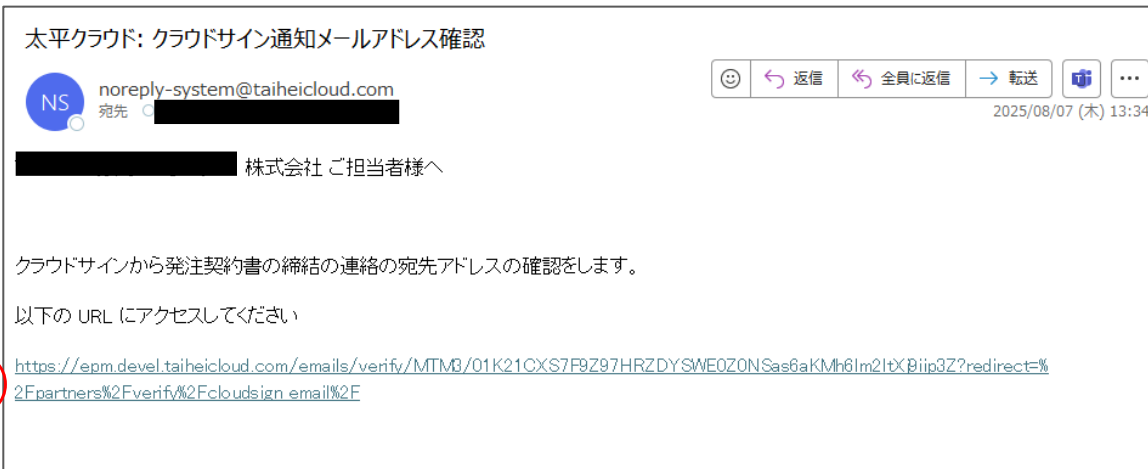 太平クラウド: クラウドサイン通知メールアドレス確認
NS
noreply-system@taiheicloud.com
宛先
返信
全員に返信
転送
2025/08/07 (木) 13:34
株式会社 ご担当者様へ
クラウドサインから発注契約書の締結の連絡の宛先アドレスの確認をします。
以下の URL にアクセスしてください
https://epm.devel.taiheicloud.com/emails/verify/MTM3/01K21CXS7F9Z97HRZDYSWE0Z0NSas6aKMh6Im2ItXj9iip3Z?redirect=%
2Fpartners%2Fverify%2Fcloudsign_email%2F